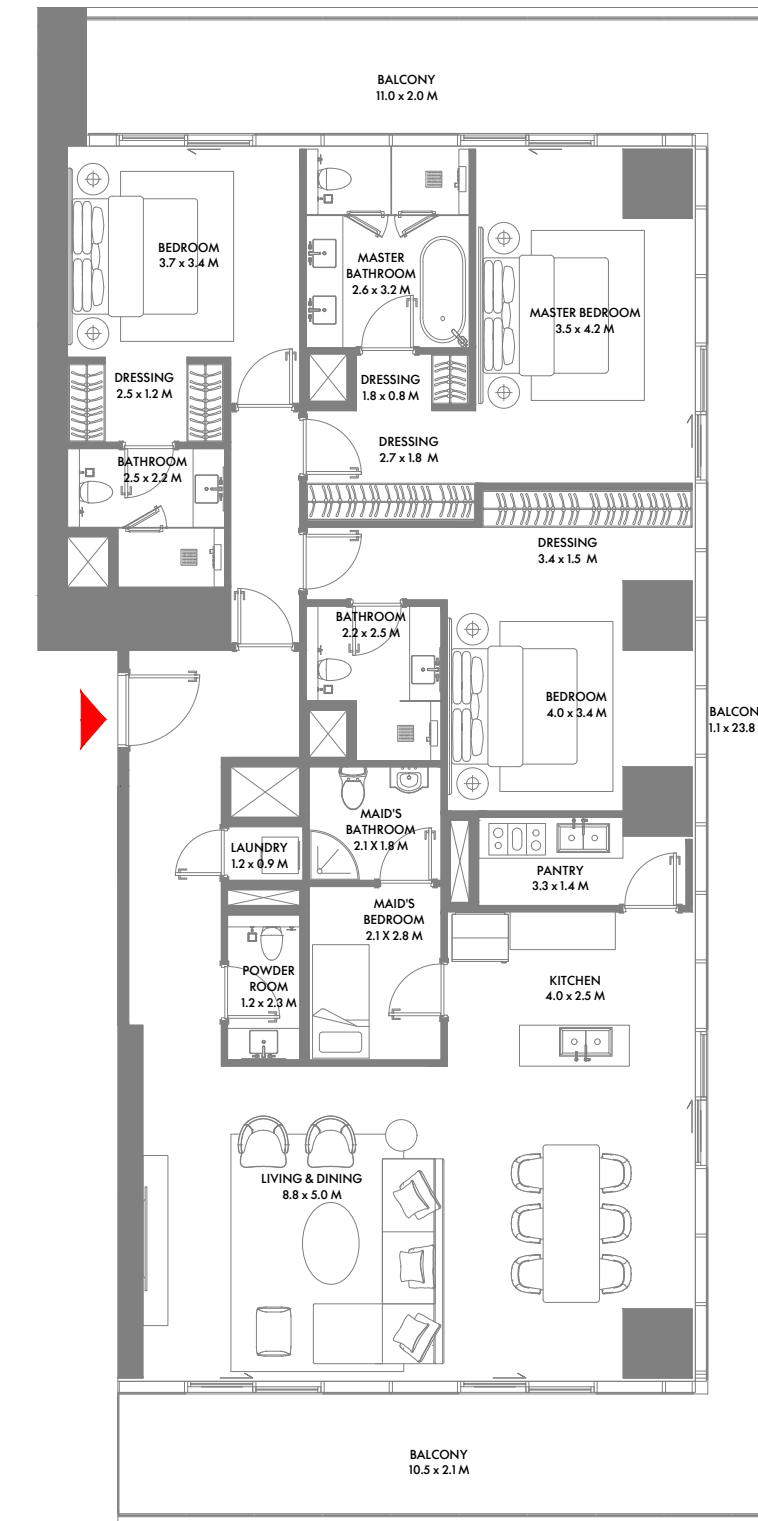 BALCONY
11.0 x 2.0 M
BEDROOM
3.7 x 3.4 M
MASTER
BATHROOM
2.6 x 3.2 M
MASTER BEDROOM
3.5 x 4.2 M
DRESSING
2.5 x 1.2 M
DRESSING
1.8 x 0.8 M
DRESSING
2.7 x 1.8 M
BATHROOM
2.5 x 2.2 M
DRESSING
3.4 x 1.5 M
BATHROOM
2.2 x 2.5 M
BEDROOM
4.0 x 3.4 M
BALCON
1.1 x 23.8
MAID'S
BATHROOM
2.1 X 1.8 M
LAUNDRY
1.2 x 0.9 M
PANTRY
3.3 x 1.4 M
MAID'S
BEDROOM
2.1 X 2.8 M
POWDER
ROOM
1.2 x 2.3 M
KITCHEN
4.0 x 2.5 M
LIVING & DINING
8.8 x 5.0 M
BALCONY
10.5 x 2.1 M